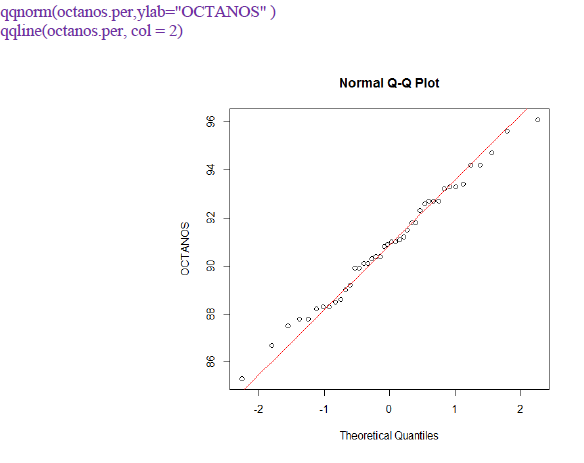 qqnorm(octanos.per,ylab="OCTANOS" )
qqline(octanos.per, col = 2)
Normal Q-Q Plot
OCTANOS
96
94
92
90
88
86
-2
-1
0
1
2
Theoretical Quantiles